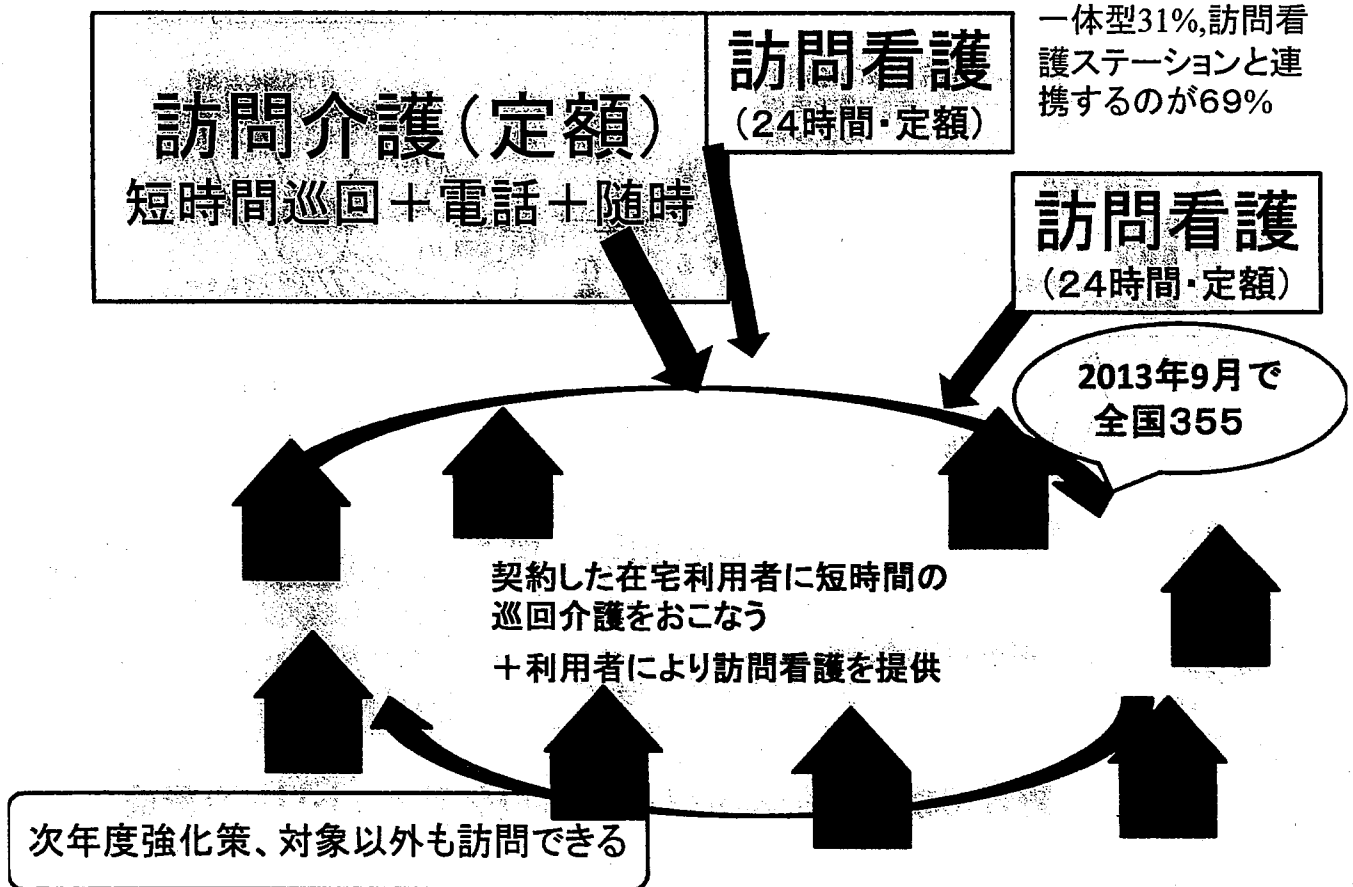 訪問介護(定額)
短時間巡回＋電話＋随時
訪問看護
(24時間・定額)
一体型31%,訪問看
護ステーションと連
携するのが69%
訪問看護
(24時間・定額)
2013年9月で
全国355
契約した在宅利用者に短時間の
巡回介護をおこなう
＋利用者により訪問看護を提供
次年度強化策、対象以外も訪問できる